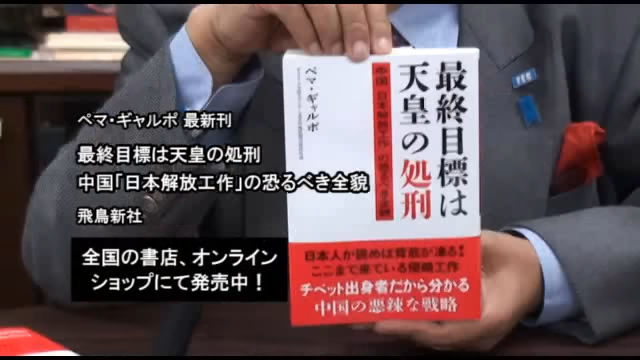 ペマ・ギャルポ 最新刊
最終目標は天皇の処刑
中国「日本解放工作」の恐るべき全貌
飛鳥新社
全国の書店、オンライン
ショップにて発売中！
最終目標は
天皇の処刑
中国「日本解放工作」の恐るべき全貌
ペマ・ギャルポ
日本人が読めば背筋が凍る！
ここまで来ている侵略工作
チベット出身者だから分かる
中国の悪辣な戦略